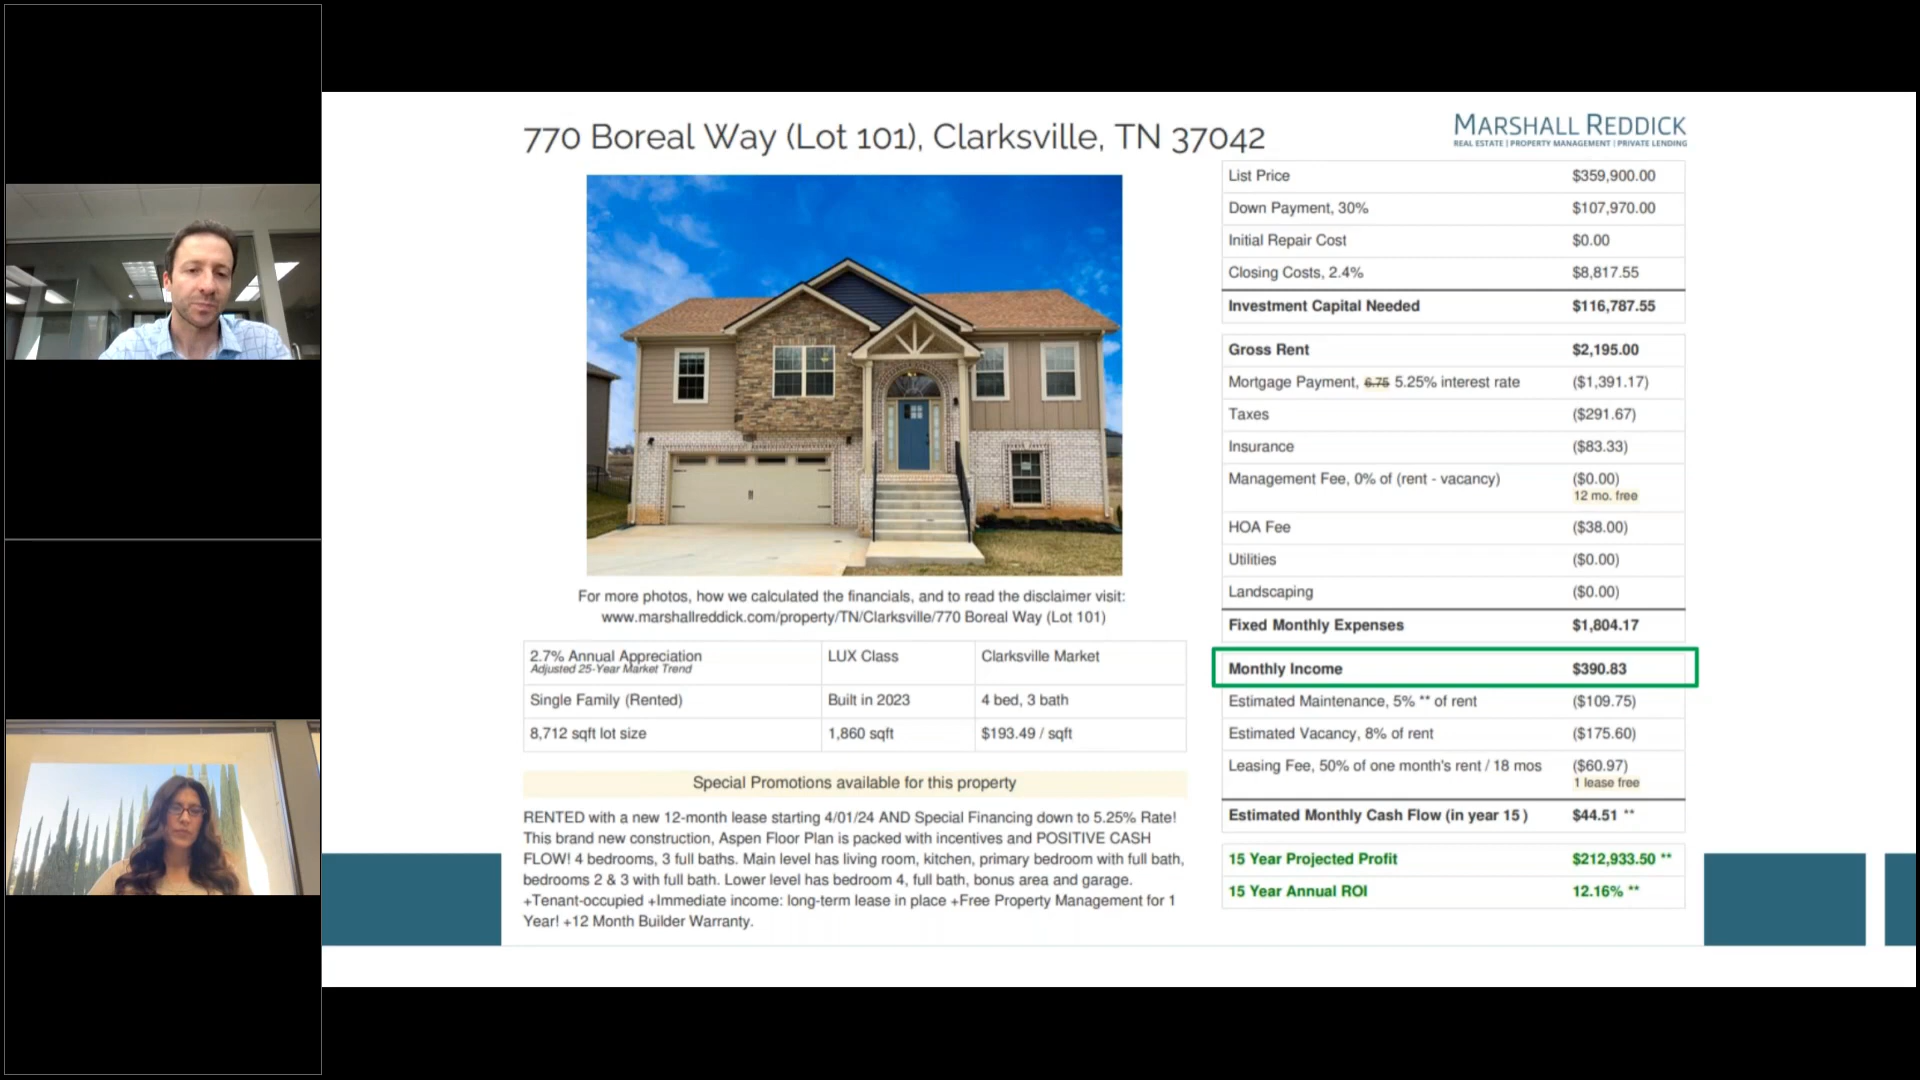 770 Boreal Way (Lot 101), Clarksville, TN 37042
MARSHALL REDDICK
REAL ESTATE | PROPERTY MANAGEMENT | PRIVATE LENDING
For more photos, how we calculated the financials, and to read the disclaimer visit:
www.marshallreddick.com/property/TN/Clarksville/770 Boreal Way (Lot 101)
2.7% Annual Appreciation LUX Class Clarksville Market
Adjusted 25-Year Market Trend
Single Family (Rented) Built in 2023 4 bed, 3 bath
8,712 sqft lot size 1,860 sqft $193.49 / sqft
Special Promotions available for this property
RENTED with a new 12-month lease starting 4/01/24 AND Special Financing down to 5.25% Rate!
This brand new construction, Aspen Floor Plan is packed with incentives and POSITIVE CASH
FLOW! 4 bedrooms, 3 full baths. Main level has living room, kitchen, primary bedroom with full bath,
bedrooms 2 & 3 with full bath. Lower level has bedroom 4, full bath, bonus area and garage.
+Tenant-occupied +Immediate income: long-term lease in place +Free Property Management for 1
Year! +12 Month Builder Warranty.
List Price $359,900.00
Down Payment, 30% $107,970.00
Initial Repair Cost $0.00
Closing Costs, 2.4% $8,817.55
Investment Capital Needed $116,787.55
Gross Rent $2,195.00
Mortgage Payment, 6.75 5.25% interest rate ($1,391.17)
Taxes ($291.67)
Insurance ($83.33)
Management Fee, 0% of (rent - vacancy) ($0.00)
12 mo. free
HOA Fee ($38.00)
Utilities ($0.00)
Landscaping ($0.00)
Fixed Monthly Expenses $1,804.17
Monthly Income $390.83
Estimated Maintenance, 5% ** of rent ($109.75)
Estimated Vacancy, 8% of rent ($175.60)
Leasing Fee, 50% of one month's rent / 18 mos ($60.97)
1 lease free
Estimated Monthly Cash Flow (in year 15 ) $44.51 **
15 Year Projected Profit $212,933.50 **
15 Year Annual ROI 12.16% **